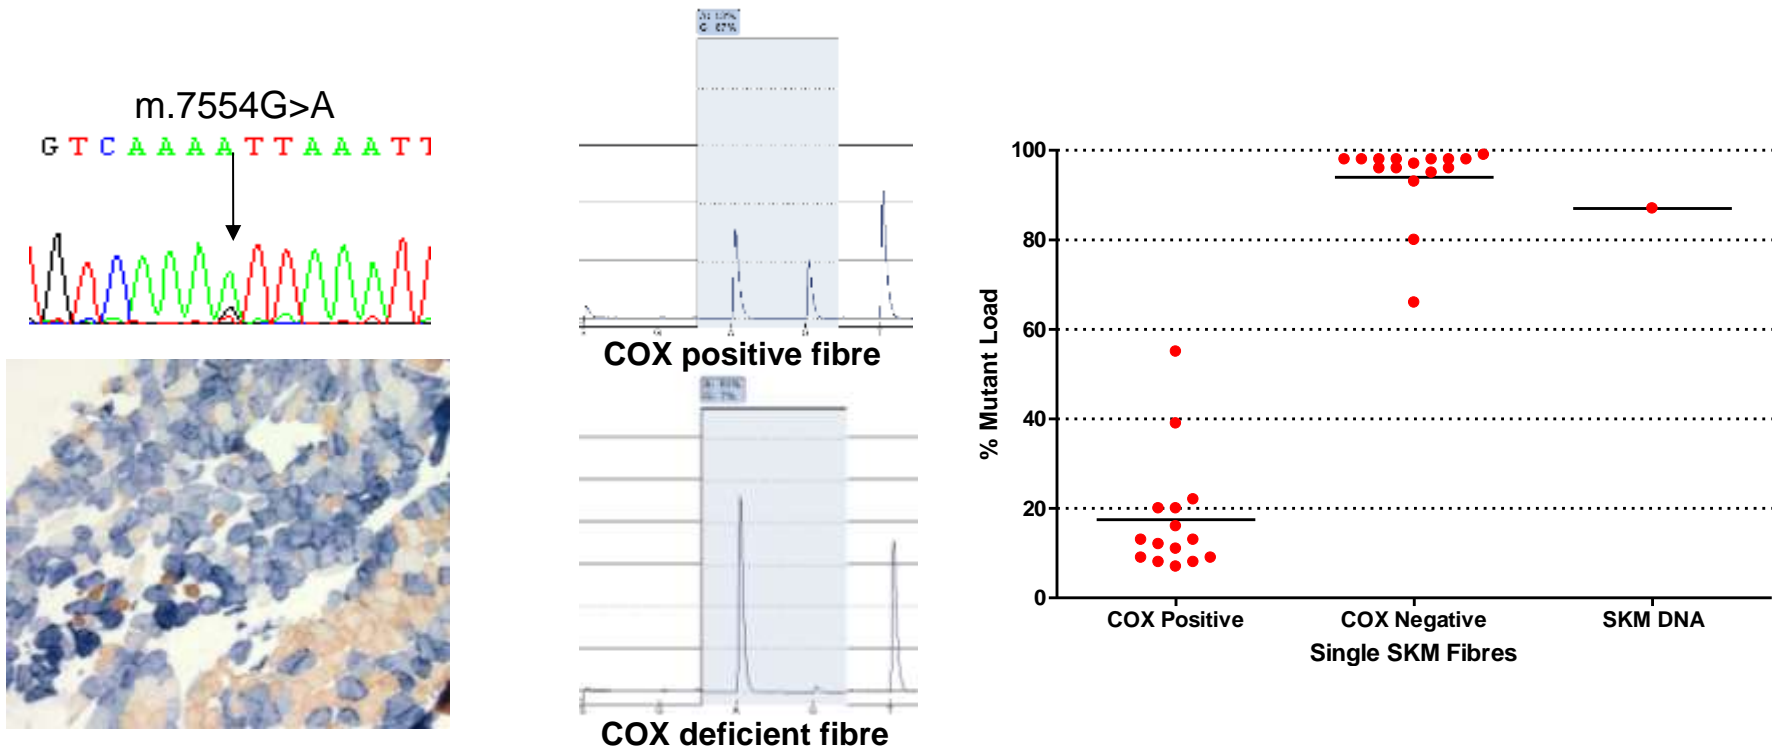 m.7554G>A
G T C A A A A T T A A A T T
G: 87%
COX positive fibre
COX deficient fibre
% Mutant Load
100
80
60
40
20
0
COX Positive
COX Negative
SKM DNA
Single SKM Fibres